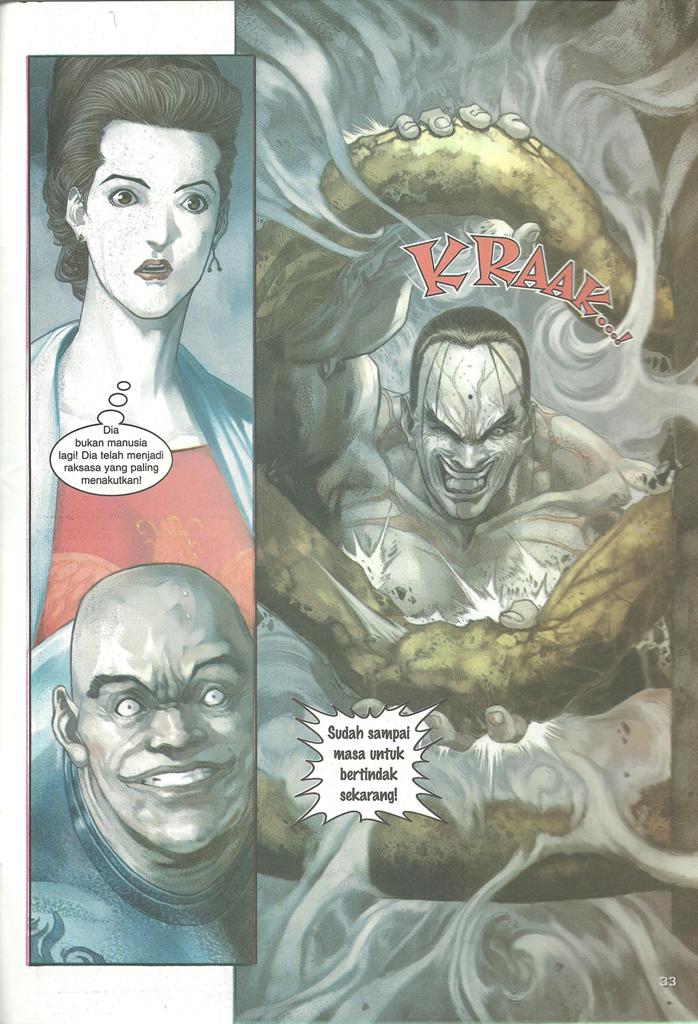 KRAAK...!
Dia
bukan manusia
lagi! Dia telah menjadi
raksasa yang paling
menakutkan!
Sudah sampai
masa untuk
bertindak
sekarang!
33